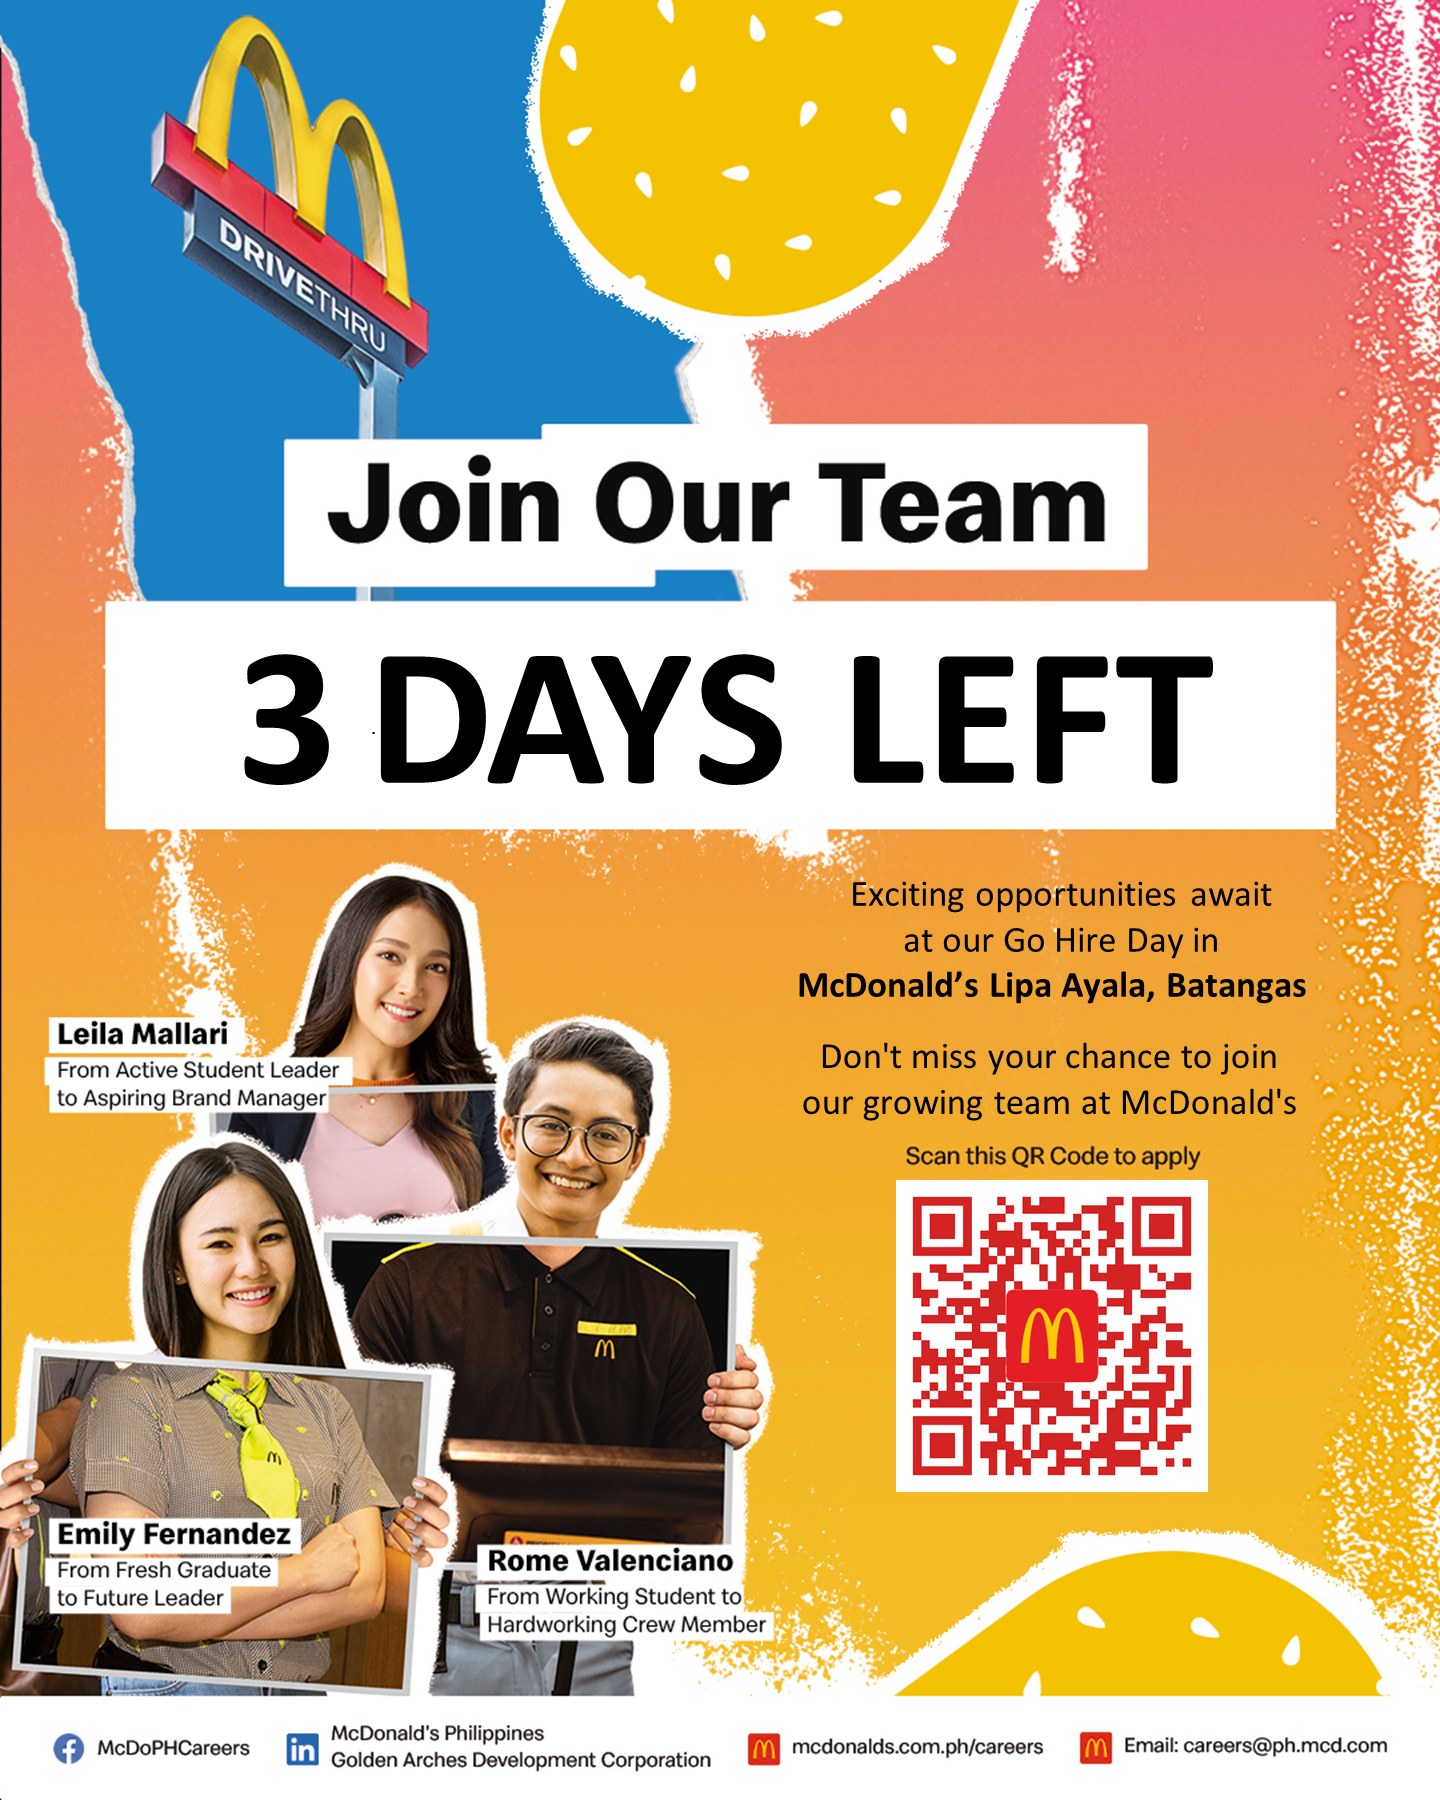 DRIVETHRU
Join Our Team
3 DAYS LEFT
Exciting opportunities await
at our Go Hire Day in
McDonald’s Lipa Ayala, Batangas
Don't miss your chance to join
our growing team at McDonald's
Scan this QR Code to apply
Leila Mallari
From Active Student Leader
to Aspiring Brand Manager
Emily Fernandez
From Fresh Graduate
to Future Leader
Rome Valenciano
From Working Student to
Hardworking Crew Member
McDoPHCareers
McDonald's Philippines
Golden Arches Development Corporation
mcdonalds.com.ph/careers
Email: careers@ph.mcd.com